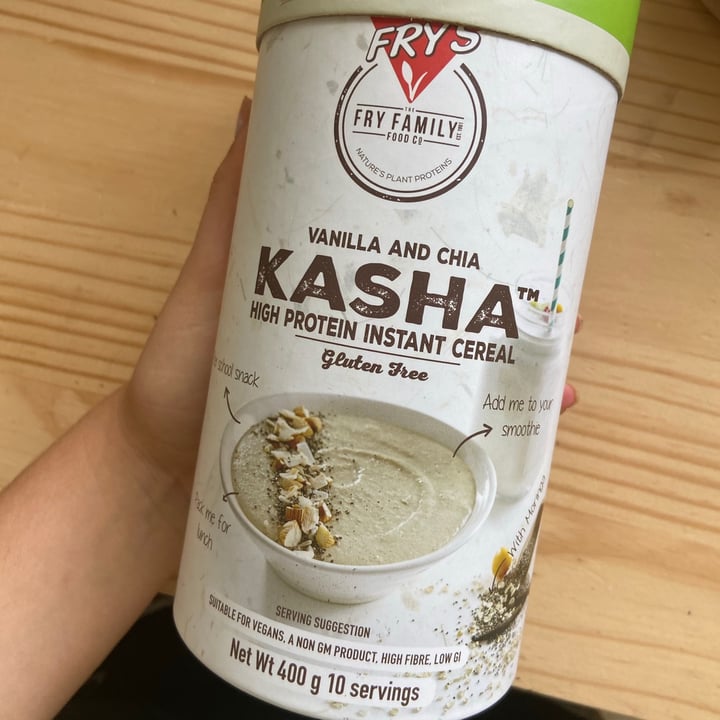 FRY'S
THE
FRY FAMILY
FOOD CO
NATURE'S PLANT PROTEINS
VANILLA AND CHIA
KASHA™
HIGH PROTEIN INSTANT CEREAL
Gluten Free
school snack
Add me to your
smoothie
me for
lunch
With Moringa
SERVING SUGGESTION
SUITABLE FOR VEGANS, A NON GM PRODUCT, HIGH FIBRE, LOW GI
Net Wt 400 g 10 servings